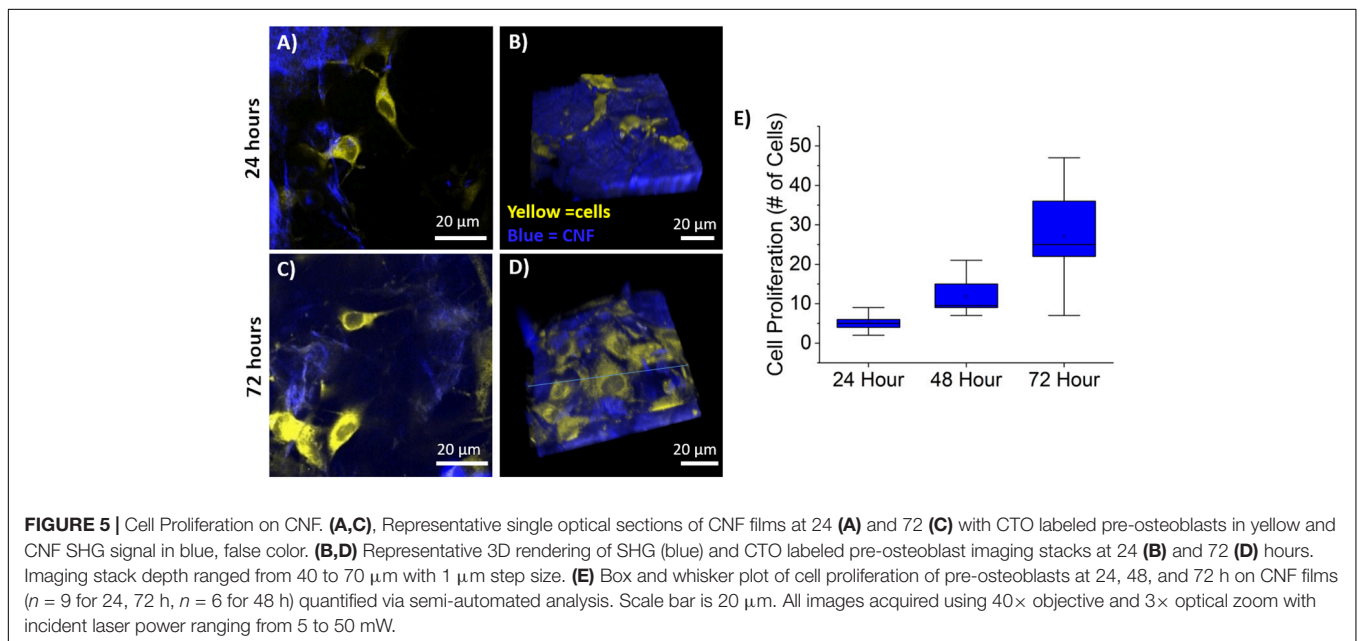 A)
B)
24 hours
20 μm
Yellow =cells
Blue = CNF
20 μm
C)
D)
72 hours
20 μm
20 μm
E)
Cell Proliferation (# of Cells)
50
40
30
20
10
0
24 Hour 48 Hour 72 Hour
FIGURE 5 | Cell Proliferation on CNF. (A,C), Representative single optical sections of CNF films at 24 (A) and 72 (C) with CTO labeled pre-osteoblasts in yellow and
CNF SHG signal in blue, false color. (B,D) Representative 3D rendering of SHG (blue) and CTO labeled pre-osteoblast imaging stacks at 24 (B) and 72 (D) hours.
Imaging stack depth ranged from 40 to 70 μm with 1 μm step size. (E) Box and whisker plot of cell proliferation of pre-osteoblasts at 24, 48, and 72 h on CNF films
(n = 9 for 24, 72 h, n = 6 for 48 h) quantified via semi-automated analysis. Scale bar is 20 μm. All images acquired using 40× objective and 3× optical zoom with
incident laser power ranging from 5 to 50 mW.